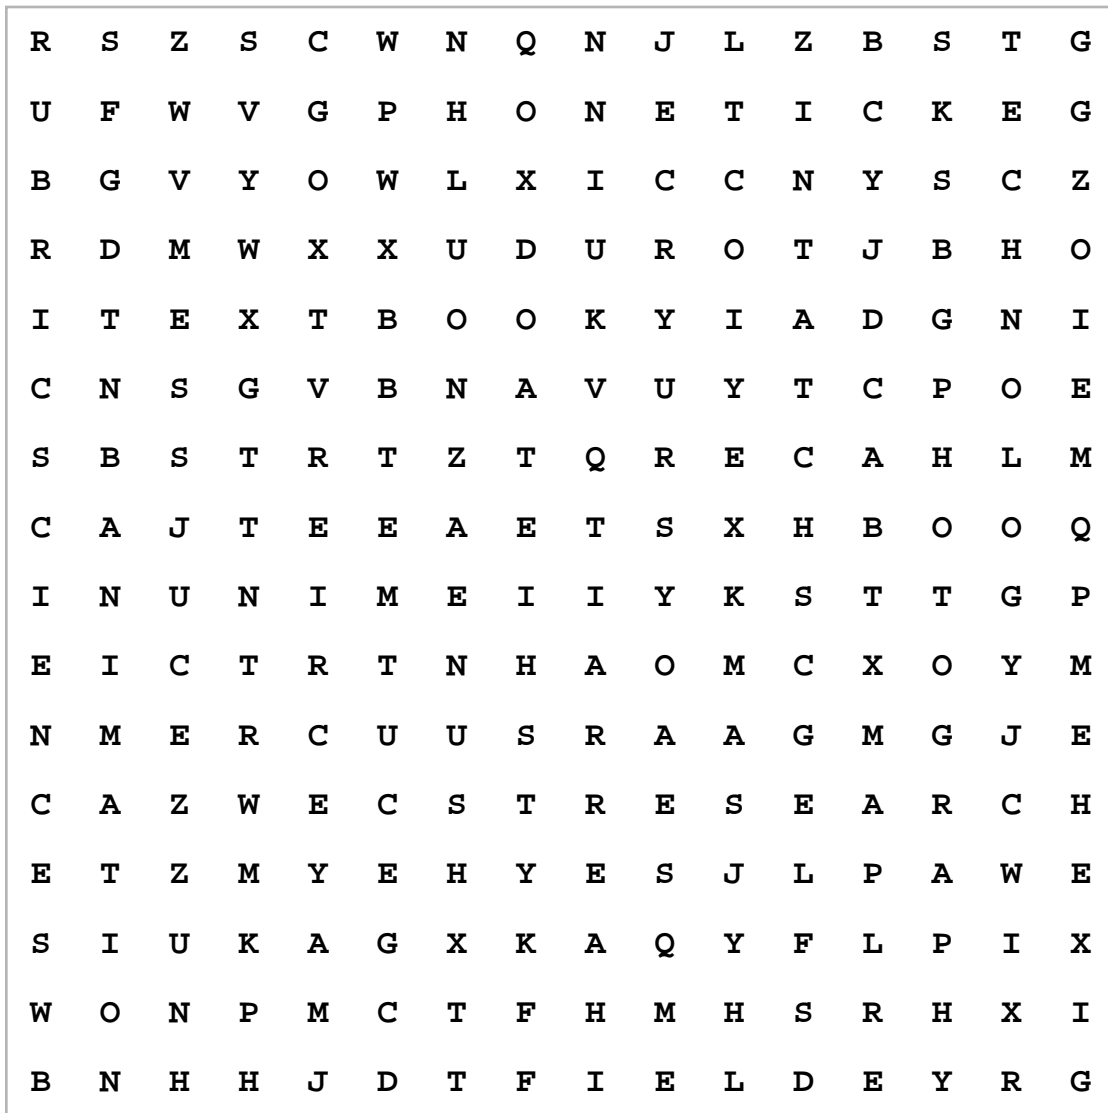 R S Z S C W N Q N J L Z B S T G
U F W V G P H O N E T I C K E G
B G V Y O W L X I C C N Y S C Z
R D M W X X U D U R O T J B H O
I T E X T B O O K Y I A D G N I
C N S G V B N A V U Y T C P O E
S B S T R T Z T Q R E C A H L M
C A J T E E A E T S X H B O O Q
I N U N I M E I I Y K S T T G P
E I C T R T N H A O M C X O Y M
N M E R C U U S R A A G M G J E
C A Z W E C S T R E S E A R C H
E T Z M Y E H Y E S J L P A W E
S I U K A G X K A Q Y F L P I X
W O N P M C T F H M H S R H X I
B N H H J D T F I E L D E Y R G